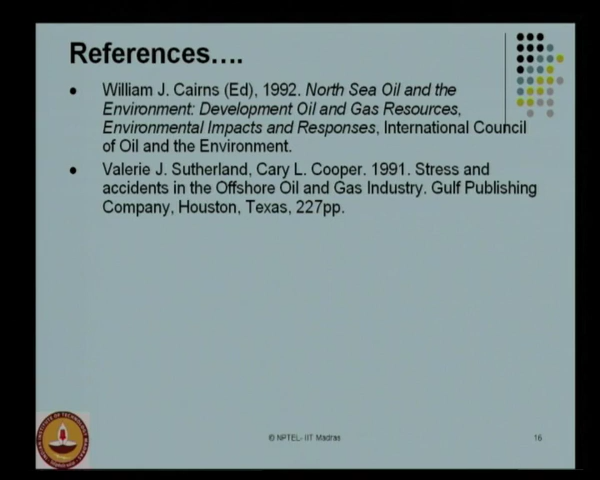 References....
William J. Cairns (Ed), 1992. North Sea Oil and the
Environment: Development Oil and Gas Resources,
Environmental Impacts and Responses, International Council
of Oil and the Environment.
Valerie J. Sutherland, Cary L. Cooper. 1991. Stress and
accidents in the Offshore Oil and Gas Industry. Gulf Publishing
Company, Houston, Texas, 227pp.
© NPTEL- IIT Madras
16